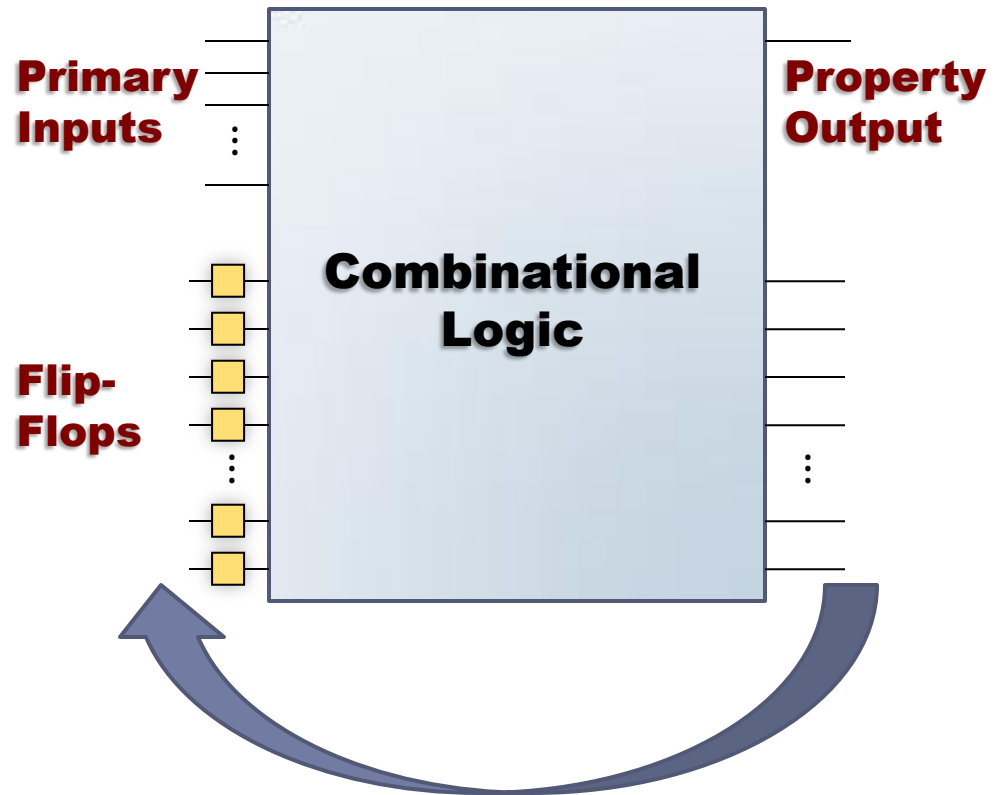 Primary
Inputs
Property
Output
Combinational
Logic
Flip-
Flops